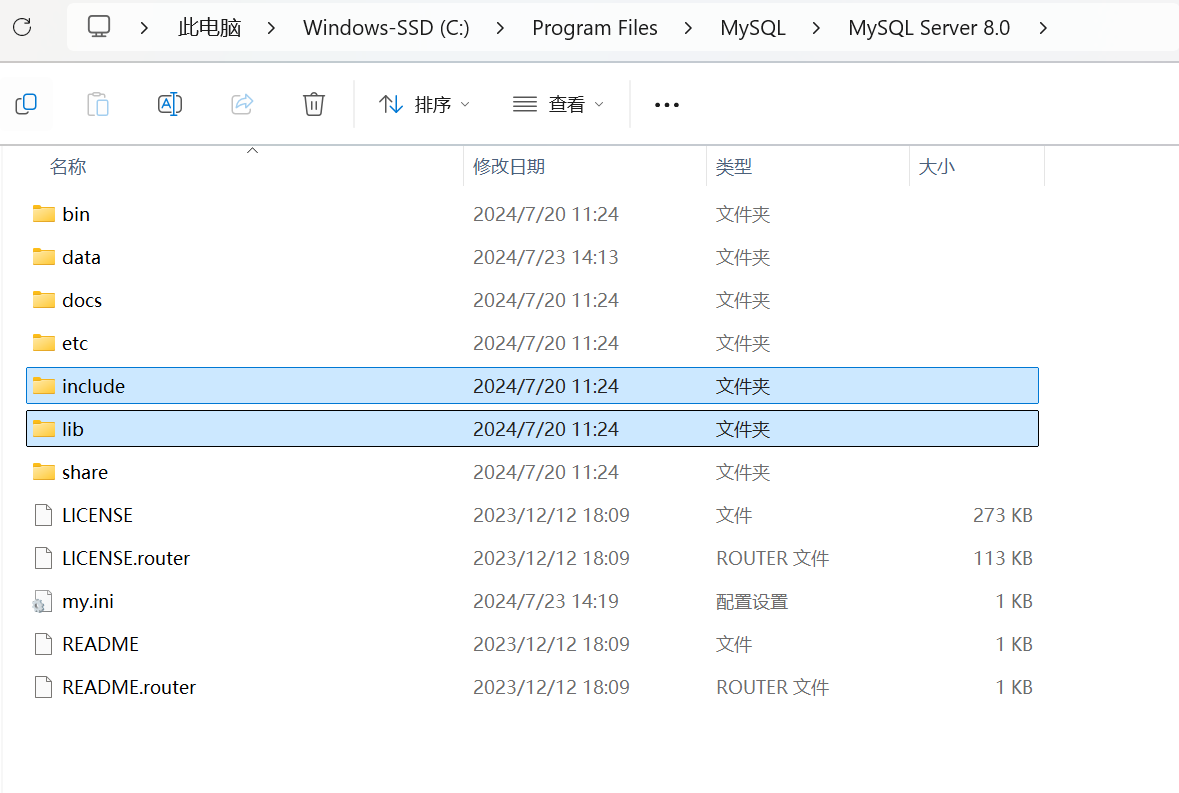 此电脑 Windows-SSD (C:) Program Files MySQL MySQL Server 8.0
排序 查看
名称 修改日期 类型 大小
bin 2024/7/20 11:24 文件夹
data 2024/7/23 14:13 文件夹
docs 2024/7/20 11:24 文件夹
etc 2024/7/20 11:24 文件夹
include 2024/7/20 11:24 文件夹
lib 2024/7/20 11:24 文件夹
share 2024/7/20 11:24 文件夹
LICENSE 2023/12/12 18:09 文件 273 KB
LICENSE.router 2023/12/12 18:09 ROUTER 文件 113 KB
my.ini 2024/7/23 14:19 配置设置 1 KB
README 2023/12/12 18:09 文件 1 KB
README.router 2023/12/12 18:09 ROUTER 文件 1 KB